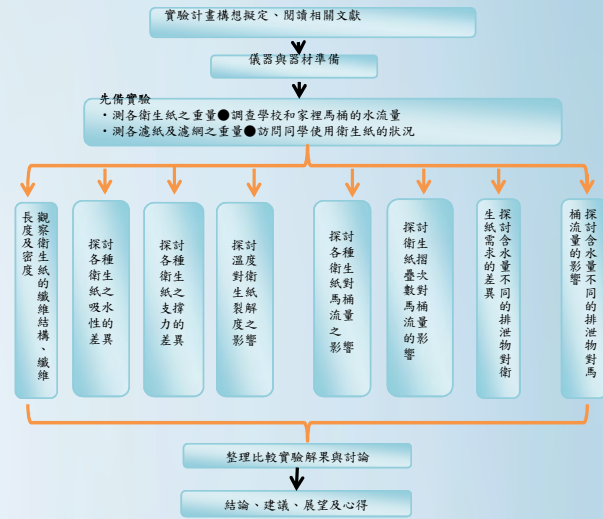 實驗計畫構想擬定、閱讀相關文獻
儀器與器材準備
先備實驗
・測各衛生紙之重量●調查學校和家裡馬桶的水流量
・測各濾紙及濾網之重量●訪問同學使用衛生紙的狀況
觀察衛生紙的纖維結構、纖維
長度及密度
探討
各種
衛生
紙之
吸水
性的
差異
探討
各種
衛生
紙之
支撐
力的
差異
探討
溫度
對衛
生紙
裂解
度之
影響
探討
各種
衛生
紙對
馬桶
流量
之
影響
探討
衛生
紙摺
疊次
數對
馬桶
流量
的影
響
探討含水量不同的排泄物對衛
生紙需求的差異
探討含水量不同的排泄物對馬
桶流量的影響
整理比較實驗解果與討論
結論、建議、展望及心得